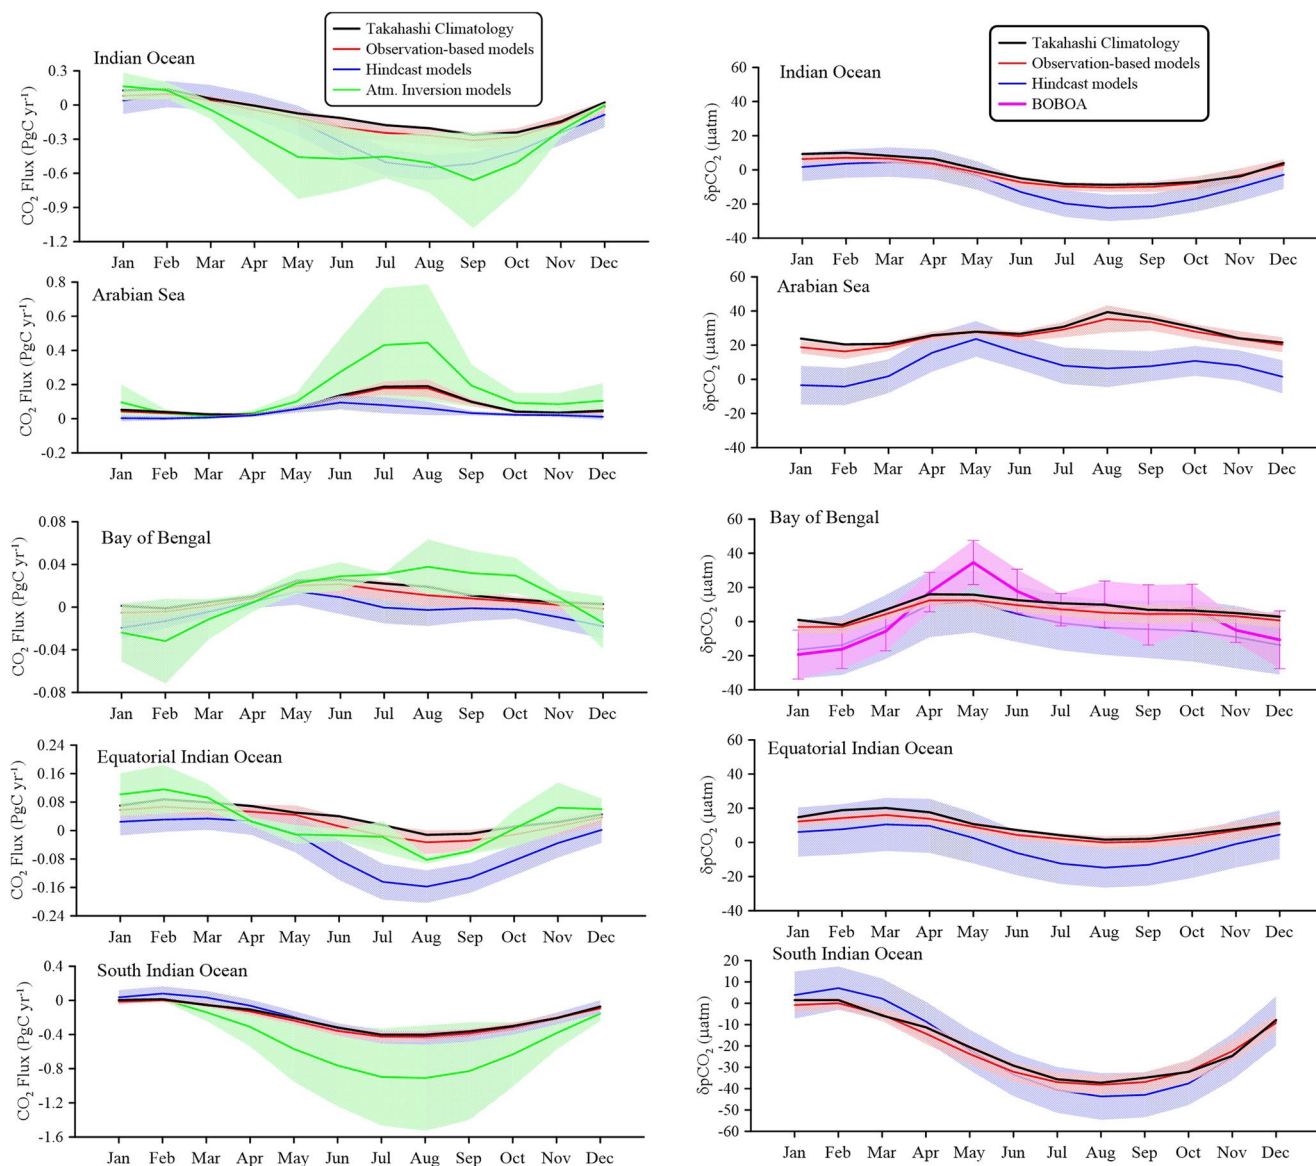 Takahashi Climatology
Observation-based models
Hindcast models
Atm. Inversion models
Indian Ocean
CO₂ Flux (PgC yr⁻¹)
0.3
0
-0.3
-0.6
-0.9
-1.2
Jan Feb Mar Apr May Jun Jul Aug Sep Oct Nov Dec
Arabian Sea
CO₂ Flux (PgC yr⁻¹)
0.8
0.6
0.4
0.2
0
-0.2
Jan Feb Mar Apr May Jun Jul Aug Sep Oct Nov Dec
Bay of Bengal
CO₂ Flux (PgC yr⁻¹)
0.08
0.04
0
-0.04
-0.08
Jan Feb Mar Apr May Jun Jul Aug Sep Oct Nov Dec
Equatorial Indian Ocean
CO₂ Flux (PgC yr⁻¹)
0.24
0.16
0.08
0
-0.08
-0.16
-0.24
Jan Feb Mar Apr May Jun Jul Aug Sep Oct Nov Dec
South Indian Ocean
CO₂ Flux (PgC yr⁻¹)
0.4
0
-0.4
-0.8
-1.2
-1.6
Jan Feb Mar Apr May Jun Jul Aug Sep Oct Nov Dec
Takahashi Climatology
Observation-based models
Hindcast models
BOBOA
Indian Ocean
δpCO₂ (µatm)
60
40
20
0
-20
-40
Jan Feb Mar Apr May Jun Jul Aug Sep Oct Nov Dec
Arabian Sea
δpCO₂ (µatm)
60
40
20
0
-20
-40
Jan Feb Mar Apr May Jun Jul Aug Sep Oct Nov Dec
Bay of Bengal
δpCO₂ (µatm)
60
40
20
0
-20
-40
Jan Feb Mar Apr May Jun Jul Aug Sep Oct Nov Dec
Equatorial Indian Ocean
δpCO₂ (µatm)
60
40
20
0
-20
-40
Jan Feb Mar Apr May Jun Jul Aug Sep Oct Nov Dec
South Indian Ocean
δpCO₂ (µatm)
20
10
0
-10
-20
-30
-40
-50
-60
Jan Feb Mar Apr May Jun Jul Aug Sep Oct Nov Dec